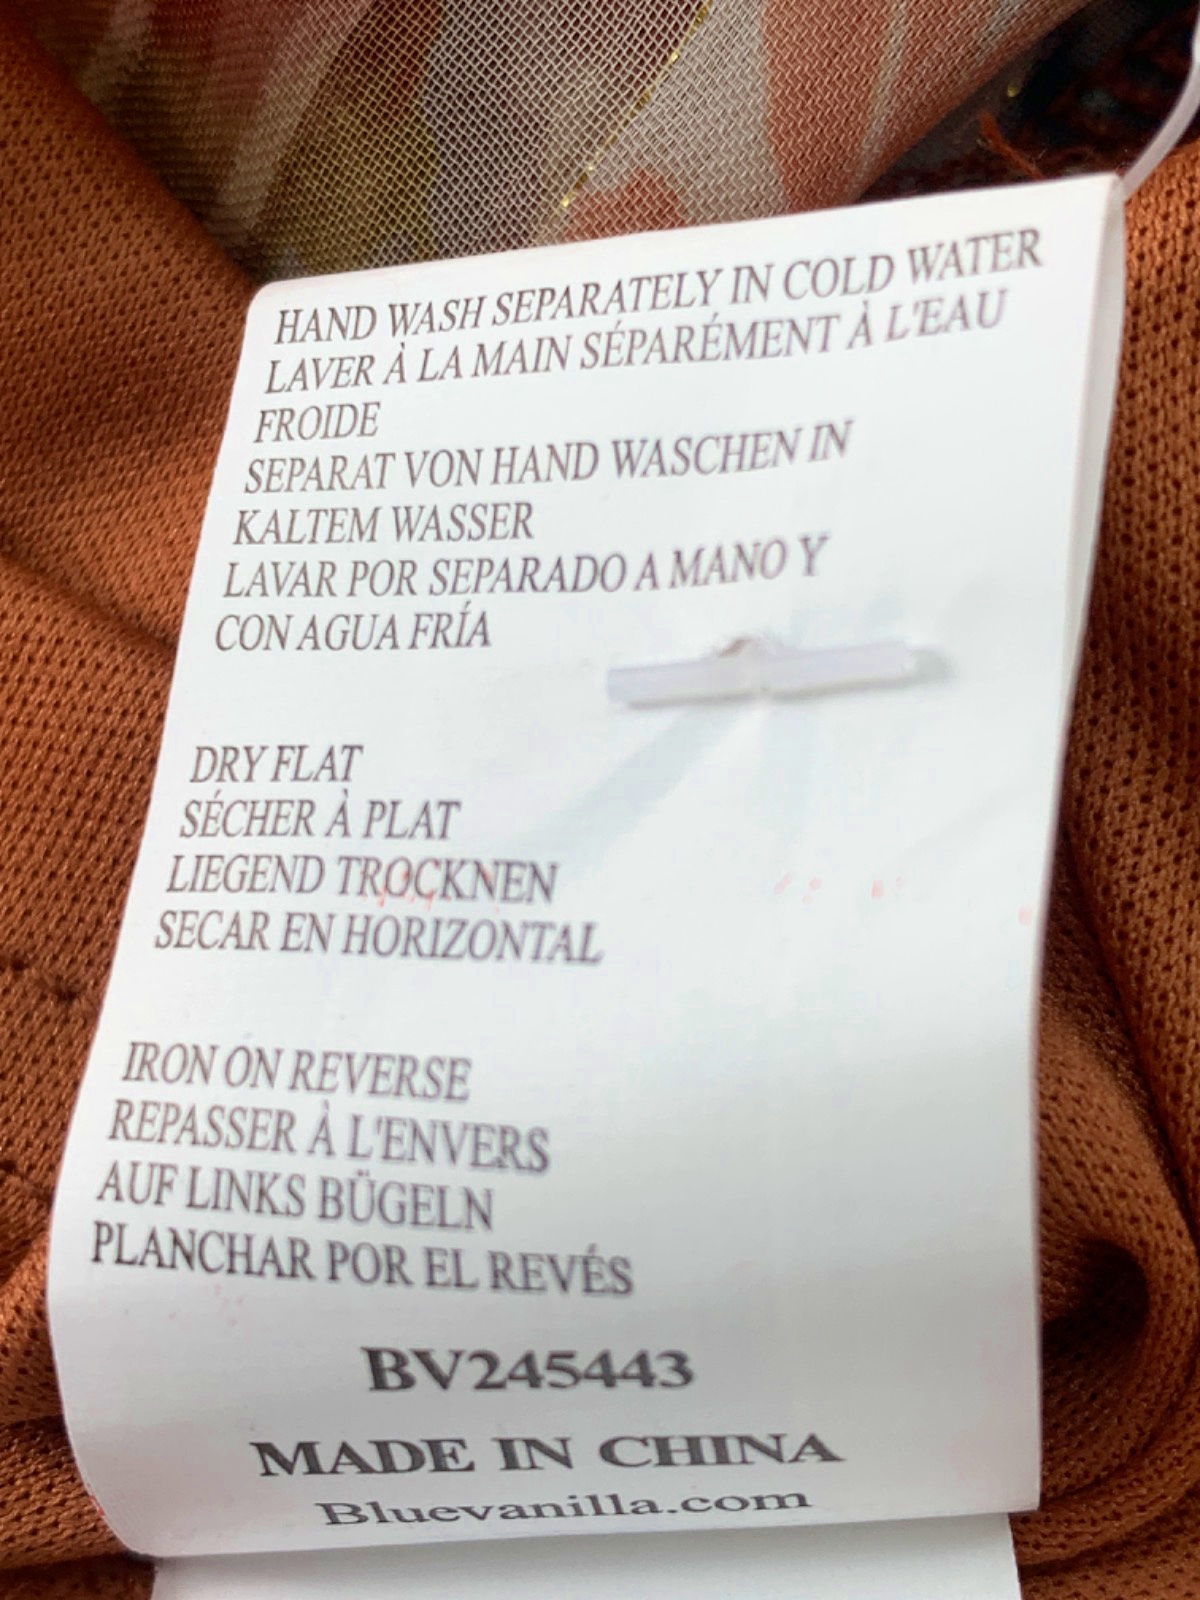 HAND WASH SEPARATELY IN COLD WATER
LAVER À LA MAIN SÉPARÉMENT À L'EAU
FROIDE
SEPARAT VON HAND WASCHEN IN
KALTEM WASSER
LAVAR POR SEPARADO A MANO Y
CON AGUA FRÍA
DRY FLAT
SÉCHER À PLAT
LIEGEND TROCKNEN
SECAR EN HORIZONTAL
IRON ON REVERSE
REPASSER À L'ENVERS
AUF LINKS BÜGELN
PLANCHAR POR EL REVÉS
BV245443
MADE IN CHINA
Bluevanilla.com